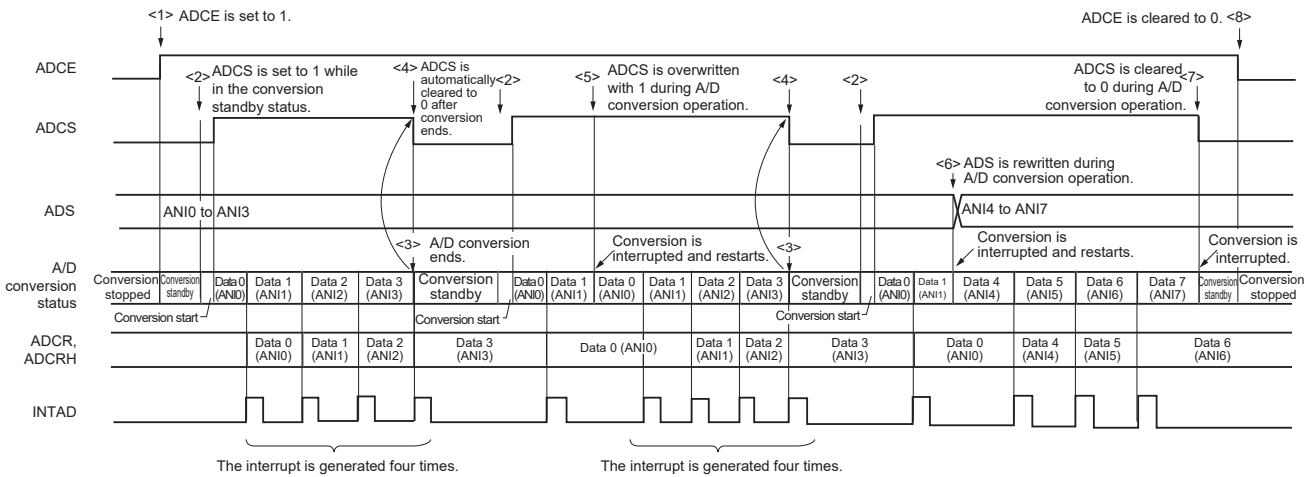 <1> ADCE is set to 1.
ADCE is cleared to 0. <8>
ADCE
<2> ADCS is set to 1 while
in the conversion
standby status.
<4> ADCS is
automatically
cleared to
0 after
conversion
ends.
<2>
<5> ADCS is overwritten
with 1 during A/D
conversion operation.
<4>
<2>
ADCS is cleared
to 0 during A/D
conversion operation.
<7>
ADCS
<6> ADS is rewritten during
A/D conversion operation.
ADS
ANI0 to ANI3
ANI4 to ANI7
<3> A/D conversion
ends.
Conversion is
interrupted and restarts.
<3>
Conversion is
interrupted and restarts.
Conversion is
interrupted.
A/D
conversion
status
Conversion
stopped
Conversion
standby
Data 0
(ANI0)
Data 1
(ANI1)
Data 2
(ANI2)
Data 3
(ANI3)
Conversion
standby
Data 0
(ANI0)
Data 1
(ANI1)
Data 0
(ANI0)
Data 1
(ANI1)
Data 2
(ANI2)
Data 3
(ANI3)
Conversion
standby
Data 0
(ANI0)
Data 1
(ANI1)
Data 4
(ANI4)
Data 5
(ANI5)
Data 6
(ANI6)
Data 7
(ANI7)
Conversion
standby
Conversion
stopped
Conversion start
Conversion start
Conversion start
ADCR,
ADCRH
Data 0
(ANI0)
Data 1
(ANI1)
Data 2
(ANI2)
Data 3
(ANI3)
Data 0 (ANI0)
Data 1
(ANI1)
Data 2
(ANI2)
Data 3
(ANI3)
Data 0
(ANI0)
Data 4
(ANI4)
Data 5
(ANI5)
Data 6
(ANI6)
INTAD
The interrupt is generated four times.
The interrupt is generated four times.